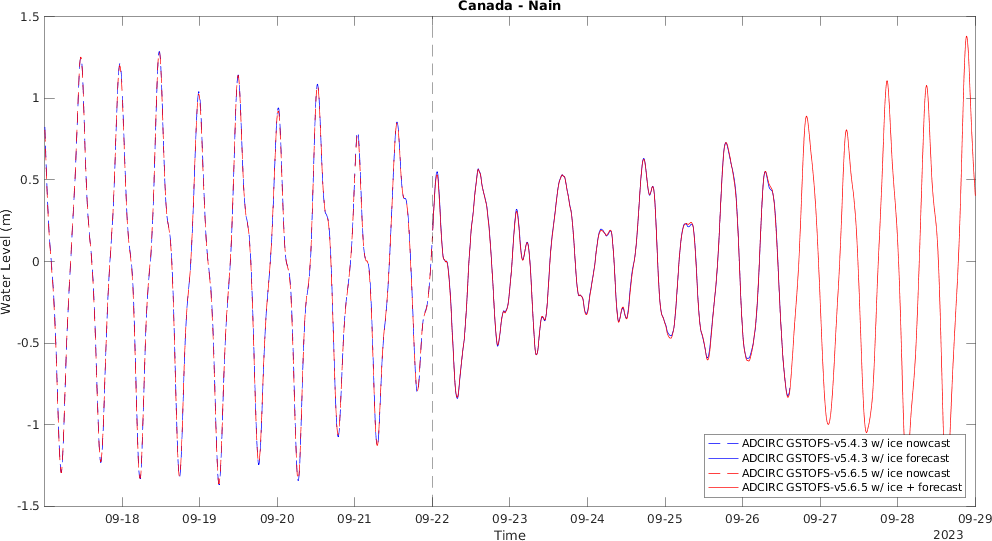 Canada - Nain
1.5
1
0.5
0
-0.5
-1
-1.5
Water Level (m)
ADCIRC GSTOFS-v5.4.3 w/ ice nowcast
ADCIRC GSTOFS-v5.4.3 w/ ice forecast
ADCIRC GSTOFS-v5.6.5 w/ ice nowcast
ADCIRC GSTOFS-v5.6.5 w/ ice + forecast
09-18 09-19 09-20 09-21 09-22 09-23 09-24 09-25 09-26 09-27 09-28 09-29
Time
2023